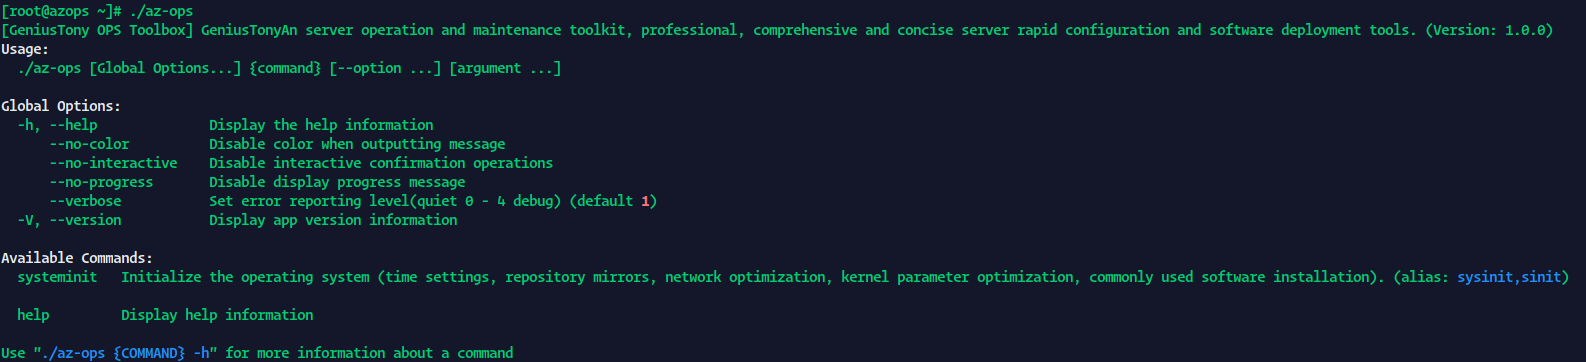 [root@azops ~]# ./az-ops
[GeniusTony OPS Toolbox] GeniusTonyAn server operation and maintenance toolkit, professional, comprehensive and concise server rapid configuration and software deployment tools. (Version: 1.0.0)
Usage:
./az-ops [Global Options...] {command} [--option ...] [argument ...]
Global Options:
-h, --help Display the help information
--no-color Disable color when outputting message
--no-interactive Disable interactive confirmation operations
--no-progress Disable display progress message
--verbose Set error reporting level(quiet 0 - 4 debug) (default 1)
-V, --version Display app version information
Available Commands:
systeminit Initialize the operating system (time settings, repository mirrors, network optimization, kernel parameter optimization, commonly used software installation). (alias: sysinit,sinit)
help Display help information
Use "./az-ops {COMMAND} -h" for more information about a command